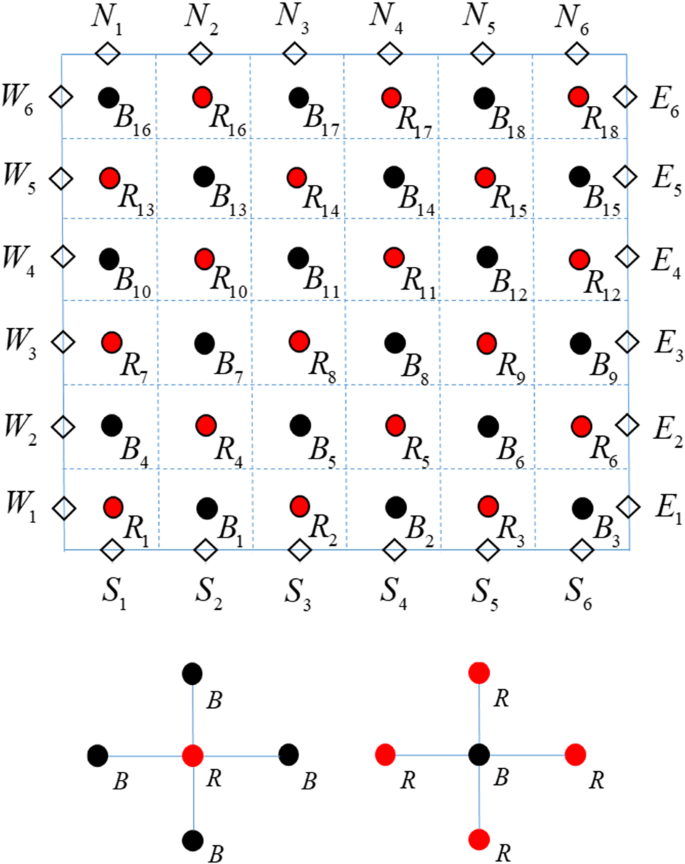 N1 N2 N3 N4 N5 N6
W6 B16 R16 B17 R17 B18 R18 E6
W5 R13 B13 R14 B14 R15 B15 E5
W4 B10 R10 B11 R11 B12 R12 E4
W3 R7 B7 R8 B8 R9 B9 E3
W2 B4 R4 B5 R5 B6 R6 E2
W1 R1 B1 R2 B2 R3 B3 E1
S1 S2 S3 S4 S5 S6
B R
B R B R B R
B R